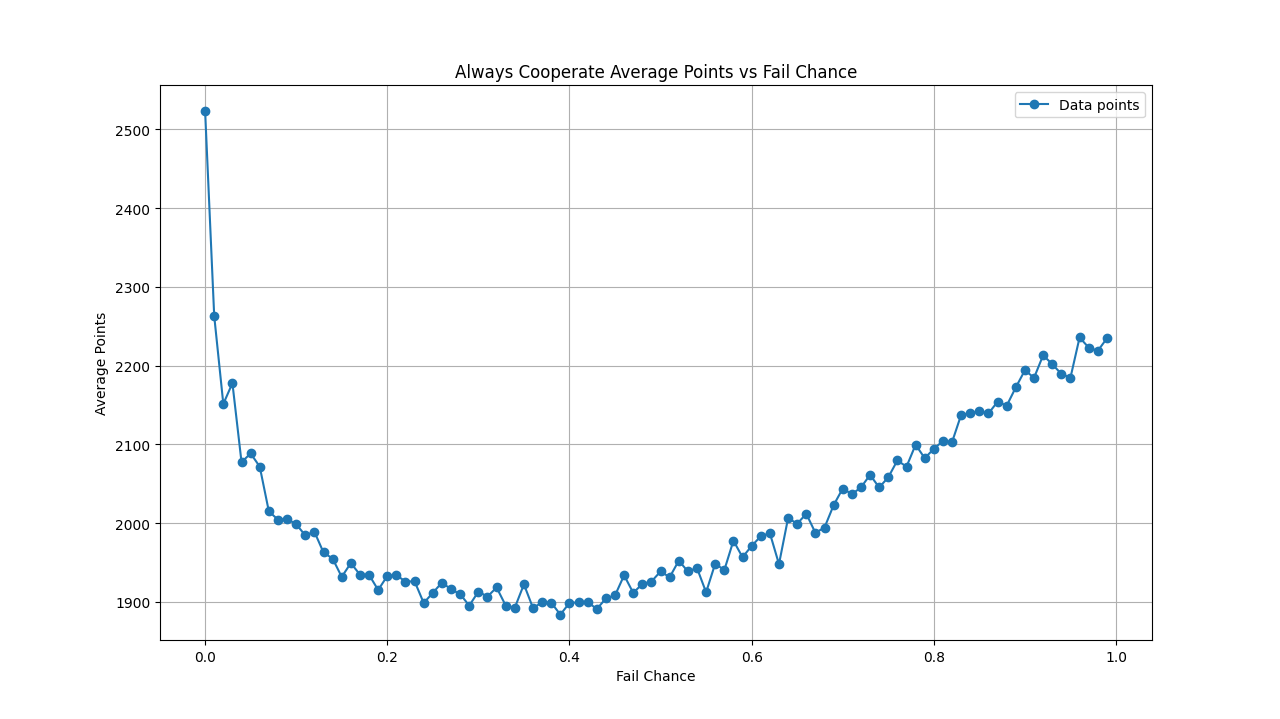 Always Cooperate Average Points vs Fail Chance
Data points
2500
2400
2300
2200
2100
2000
1900
Average Points
0.0 0.2 0.4 0.6 0.8 1.0
Fail Chance